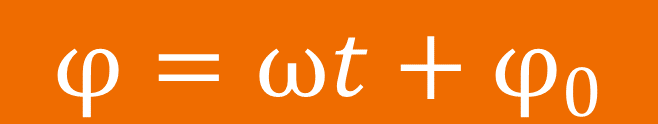 φ = ωt + φ₀